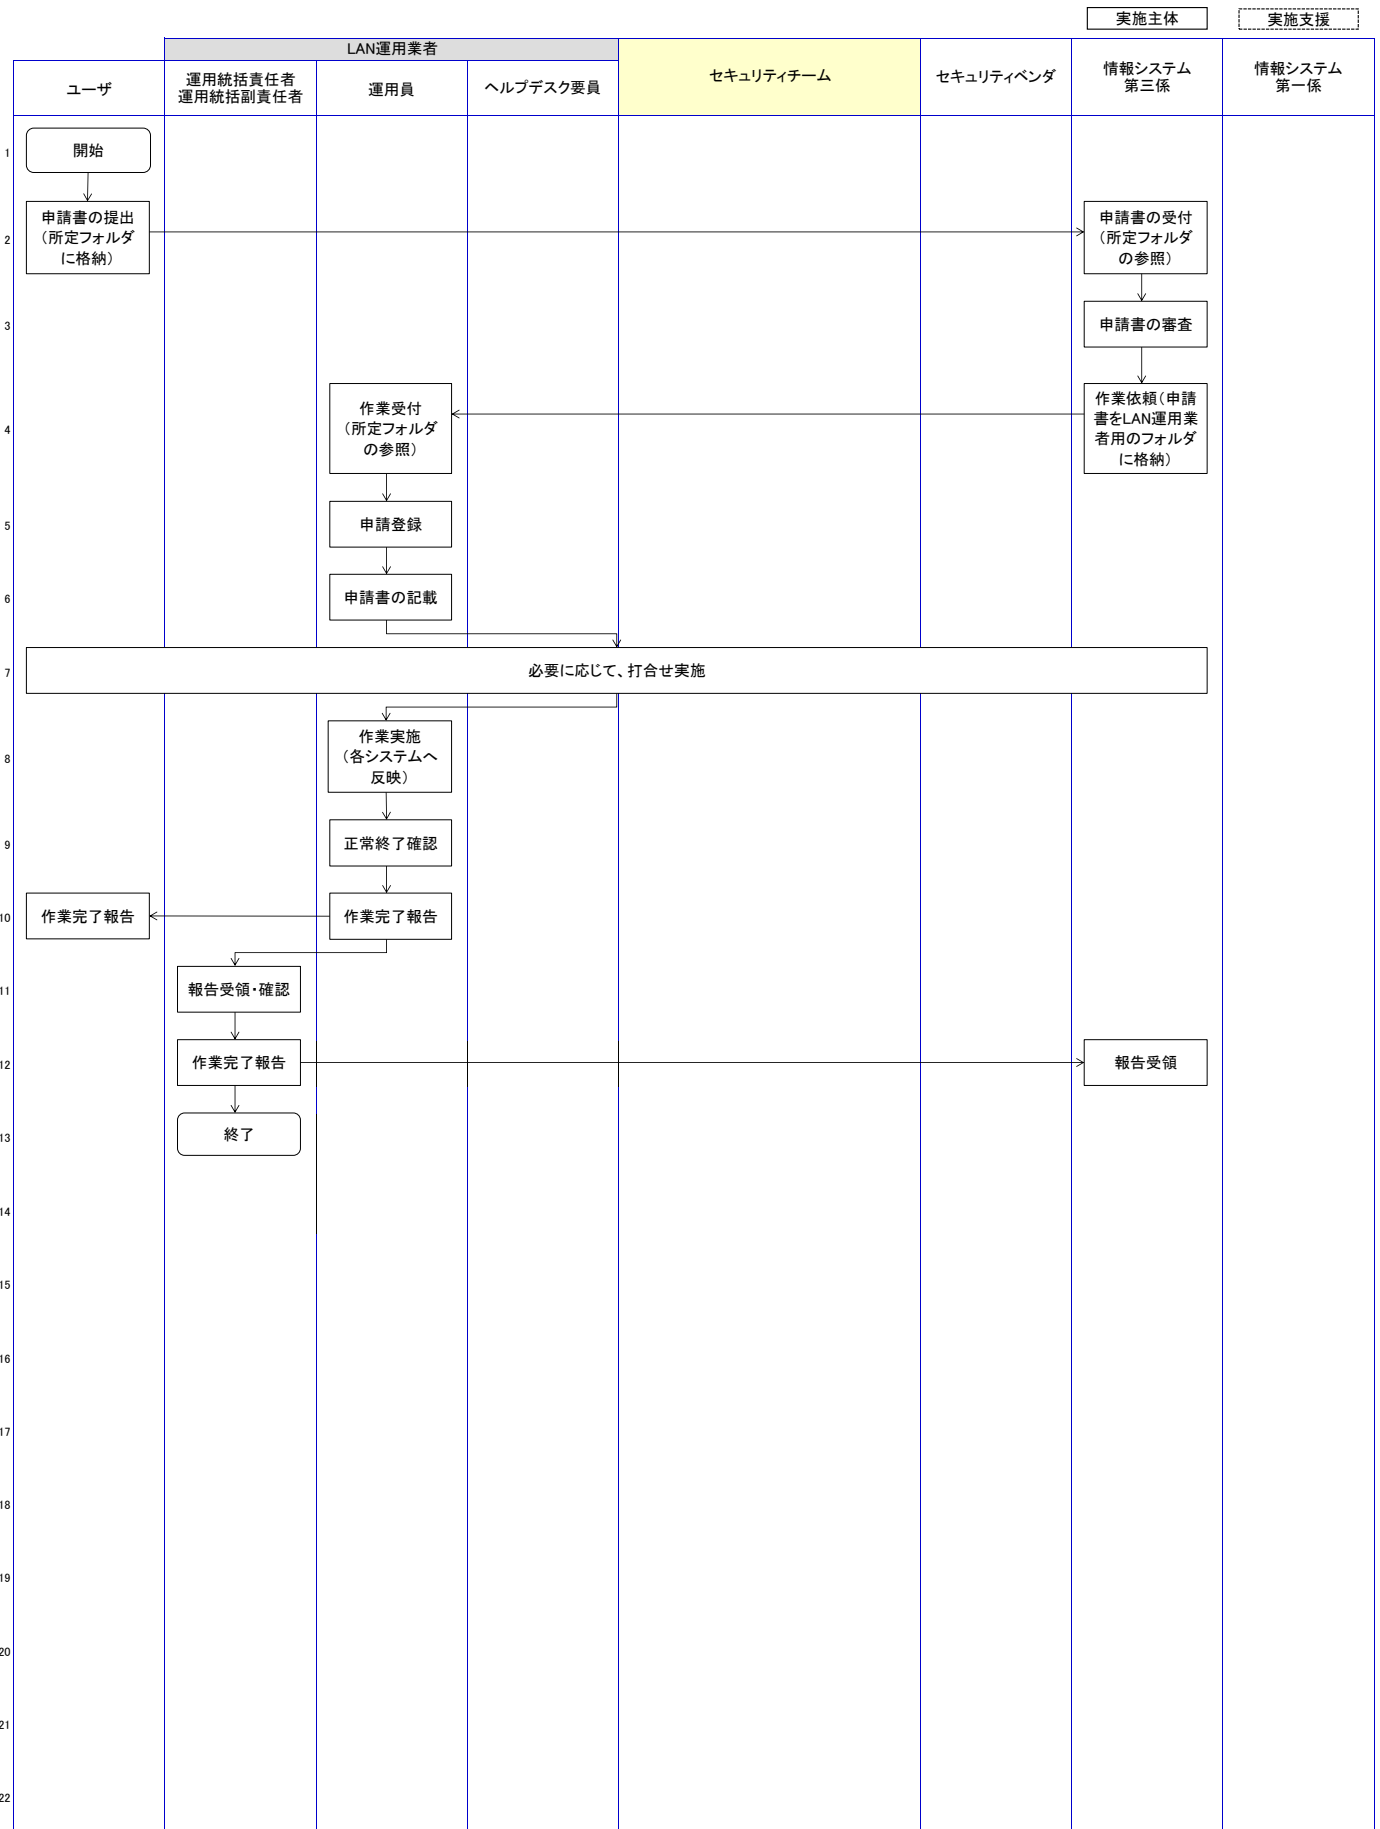 実施主体
実施支援
LAN運用業者
ユーザ
運用統括責任者
運用統括副責任者
運用員
ヘルプデスク要員
セキュリティチーム
セキュリティベンダ
情報システム
第三係
情報システム
第一係
1
開始
2
申請書の提出
（所定フォルダ
に格納）
申請書の受付
（所定フォルダ
の参照）
3
申請書の審査
4
作業受付
（所定フォルダ
の参照）
作業依頼（申請
書をLAN運用業
者用のフォルダ
に格納）
5
申請登録
6
申請書の記載
7
必要に応じて、打合せ実施
8
作業実施
（各システムへ
反映）
9
正常終了確認
10
作業完了報告
作業完了報告
11
報告受領・確認
12
作業完了報告
報告受領
13
終了
14
15
16
17
18
19
20
21
22